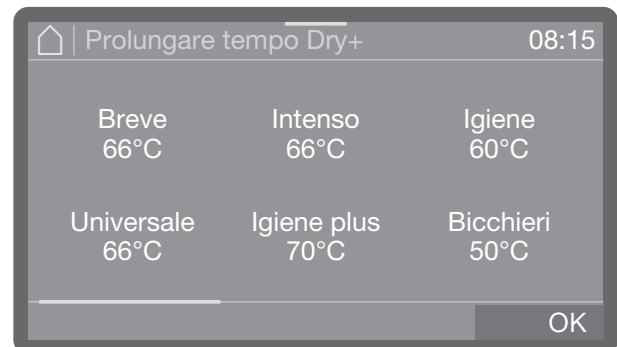 Prolungare tempo Dry+ 08:15
Breve Intenso Igiene
66°C 66°C 60°C
Universale Igiene plus Bicchieri
66°C 70°C 50°C
OK